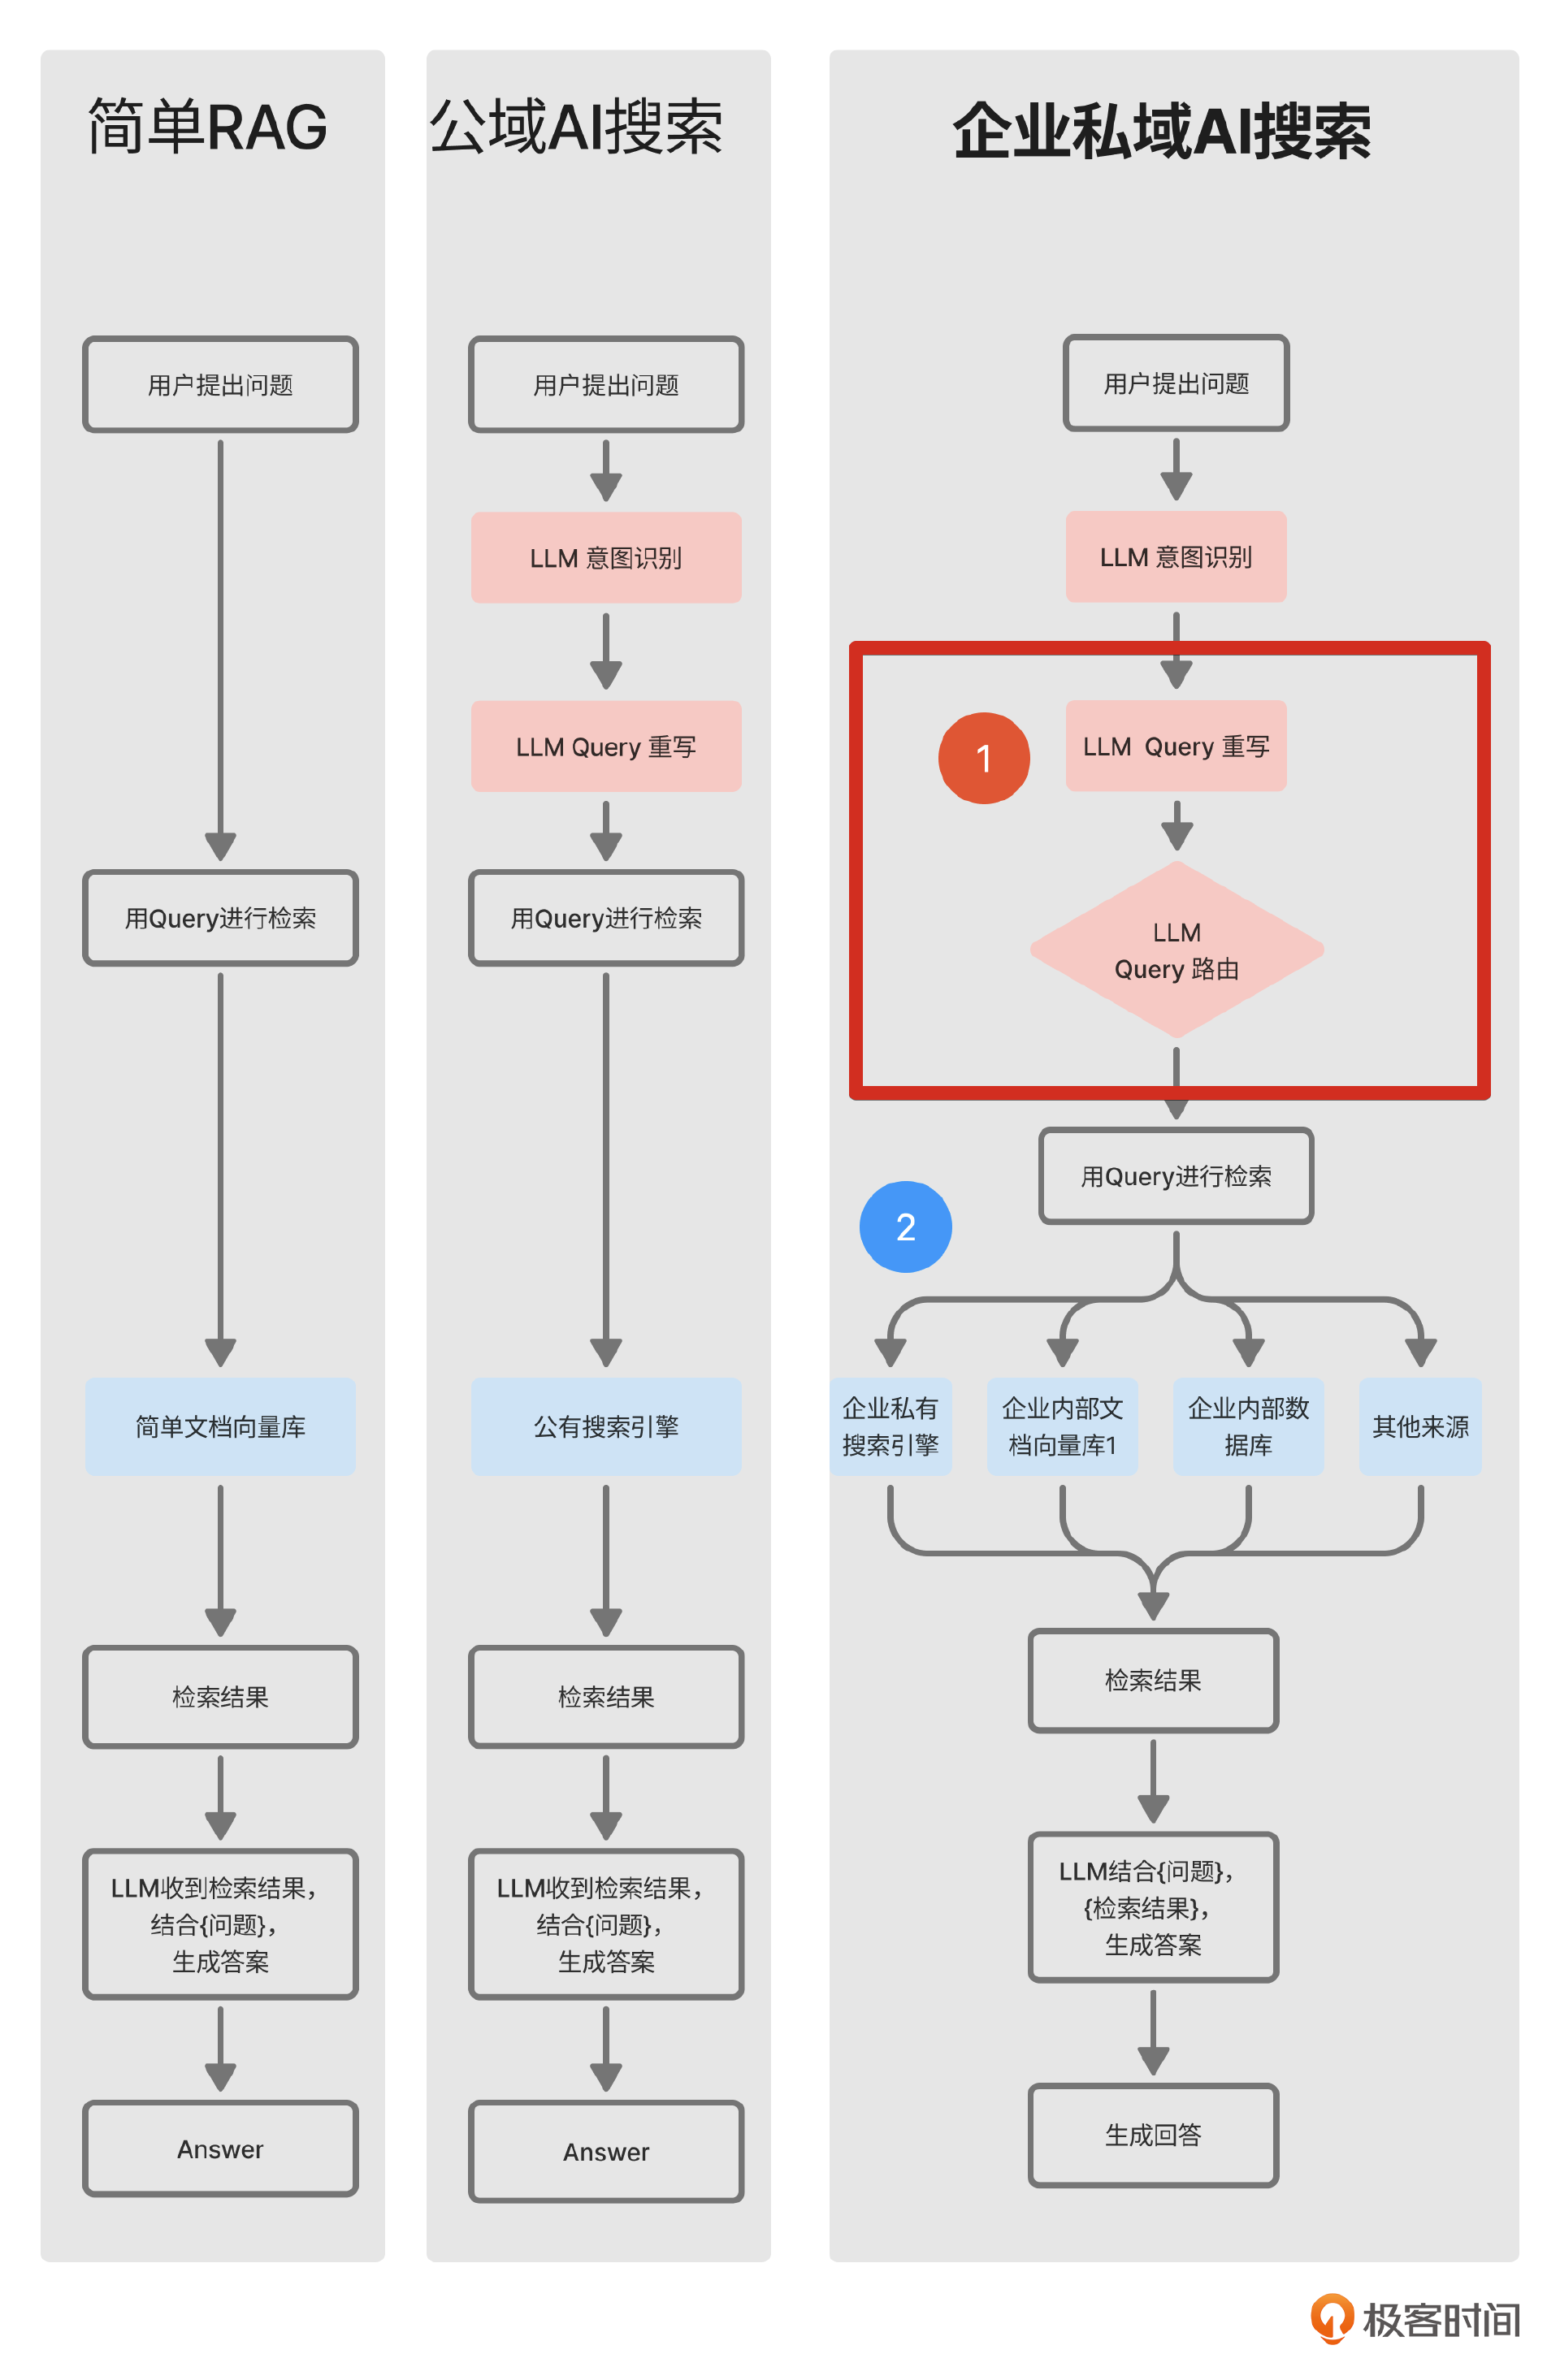 简单RAG
用户提出问题
用Query进行检索
简单文档向量库
检索结果
LLM收到检索结果，
结合{问题}，
生成答案
Answer
公域AI搜索
用户提出问题
LLM 意图识别
LLM Query 重写
用Query进行检索
公有搜索引擎
检索结果
LLM收到检索结果，
结合{问题}，
生成答案
Answer
企业私域AI搜索
用户提出问题
LLM 意图识别
1
LLM Query 重写
LLM
Query 路由
用Query进行检索
2
企业私有
搜索引擎
企业内部文
档向量库1
企业内部数
据库
其他来源
检索结果
LLM结合{问题}，
{检索结果}，
生成答案
生成回答
极客时间